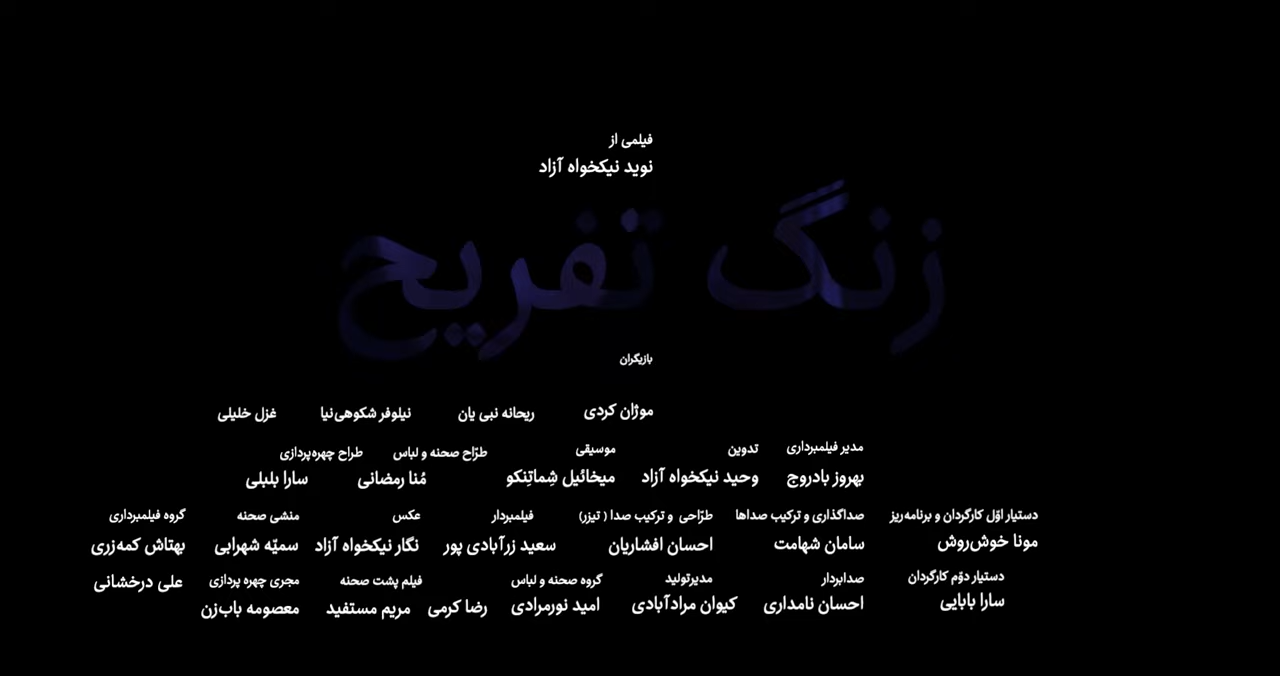 فیلمی از
نوید نیکخواه آزاد
زنگ تفریح
بازیگران
موژان کردی ریحانه نبی یان نیلوفر شکوهی‌نیا غزل خلیلی
مدیر فیلمبرداری تدوین موسیقی طرّاح صحنه و لباس طراح چهره‌پردازی
بهروز بادروج وحید نیکخواه آزاد میخائیل شِماتِنکو مُنا رمضانی سارا بلبلی
دستیار اوّل کارگردان و برنامه‌ریز صداگذاری و ترکیب صداها طرّاحی و ترکیب صدا ( تیزر) فیلمبردار عکس منشی صحنه گروه فیلمبرداری
مونا خوش‌روش سامان شهامت احسان افشاریان سعید زرآبادی پور نگار نیکخواه آزاد سمیّه شهرابی بهتاش کمه‌زری
دستیار دوّم کارگردان صدابردار مدیرتولید گروه صحنه و لباس فیلم پشت صحنه مجری چهره پردازی علی درخشانی
سارا بابایی احسان نامداری کیوان مرادآبادی امید نورمرادی رضا کرمی مریم مستفید معصومه باب‌زن